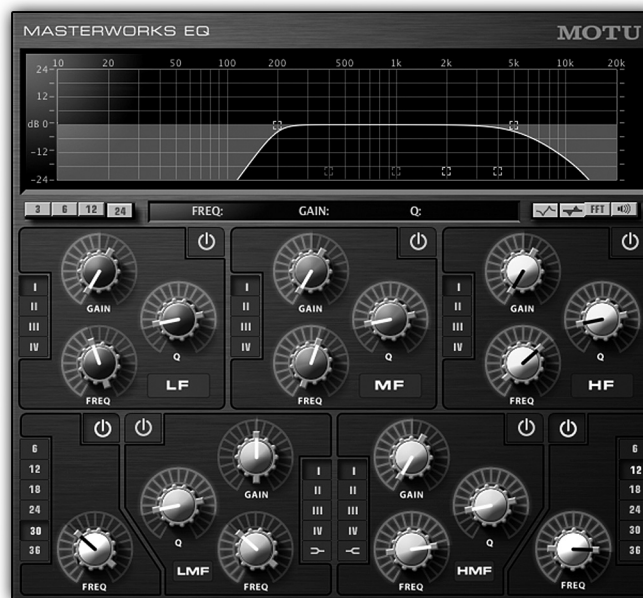 MASTERWORKS EQ MOTU
10 20 50 100 200 500 1k 2k 5k 10k 20k
24
12
dB 0
-12
-24
3 6 12 24 FREQ: GAIN: Q: FFT
I I I
GAIN GAIN GAIN
II II II
III III III
IV IV IV
Q Q Q
LF MF HF
FREQ FREQ FREQ
6 6
12 I I 12
18 GAIN GAIN 18
24 II II 24
30 III III 30
36 IV IV 36
Q Q
LMF HMF
FREQ FREQ FREQ FREQ